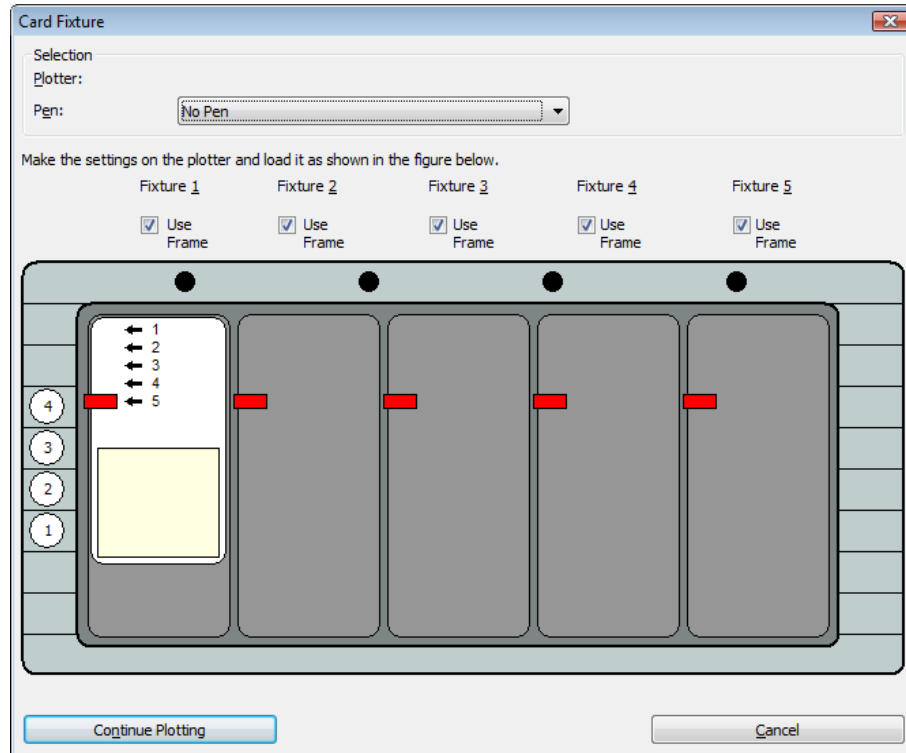 Card Fixture
Selection
Plotter:
Pen:
No Pen
Make the settings on the plotter and load it as shown in the figure below.
Fixture 1 Fixture 2 Fixture 3 Fixture 4 Fixture 5
Use Use Use Use Use
Frame Frame Frame Frame Frame
1
2
3
4
5
4
3
2
1
Continue Plotting Cancel